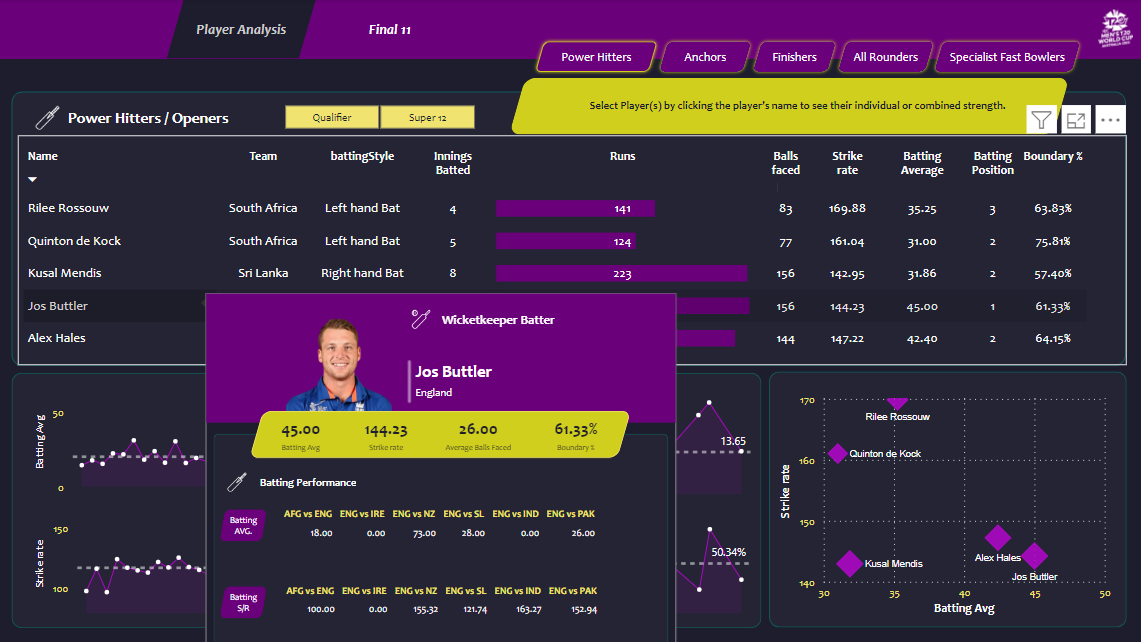 Player Analysis
Final 11
MEN'S T20
WORLD CUP
Power Hitters
Anchors
Finishers
All Rounders
Specialist Fast Bowlers
Select Player(s) by clicking the player's name to see their individual or combined strength.
Power Hitters / Openers
Qualifier
Super 12
Name Team battingStyle Innings Batted Runs Balls faced Strike rate Batting Average Batting Position Boundary %
Rilee Rossouw South Africa Left hand Bat 4 141 83 169.88 35.25 3 63.83%
Quinton de Kock South Africa Left hand Bat 5 124 77 161.04 31.00 2 75.81%
Kusal Mendis Sri Lanka Right hand Bat 8 223 156 142.95 31.86 2 57.40%
Jos Buttler 156 144.23 45.00 1 61.33%
Alex Hales 144 147.22 42.40 2 64.15%
Wicketkeeper Batter
Jos Buttler
England
45.00 144.23 26.00 61.33%
Batting Avg Strike rate Average Balls Faced Boundary %
Batting Performance
Batting AVG.
AFG vs ENG ENG vs IRE ENG vs NZ ENG vs SL ENG vs IND ENG vs PAK
18.00 0.00 73.00 28.00 0.00 26.00
Batting S/R
AFG vs ENG ENG vs IRE ENG vs NZ ENG vs SL ENG vs IND ENG vs PAK
100.00 0.00 155.32 121.74 163.27 152.94
Batting Avg
50
0
Strike rate
150
100
13.65
50.34%
Strike rate
170
160
150
140
Rilee Rossouw
Quinton de Kock
Kusal Mendis
Alex Hales
Jos Buttler
30 35 40 45 50
Batting Avg